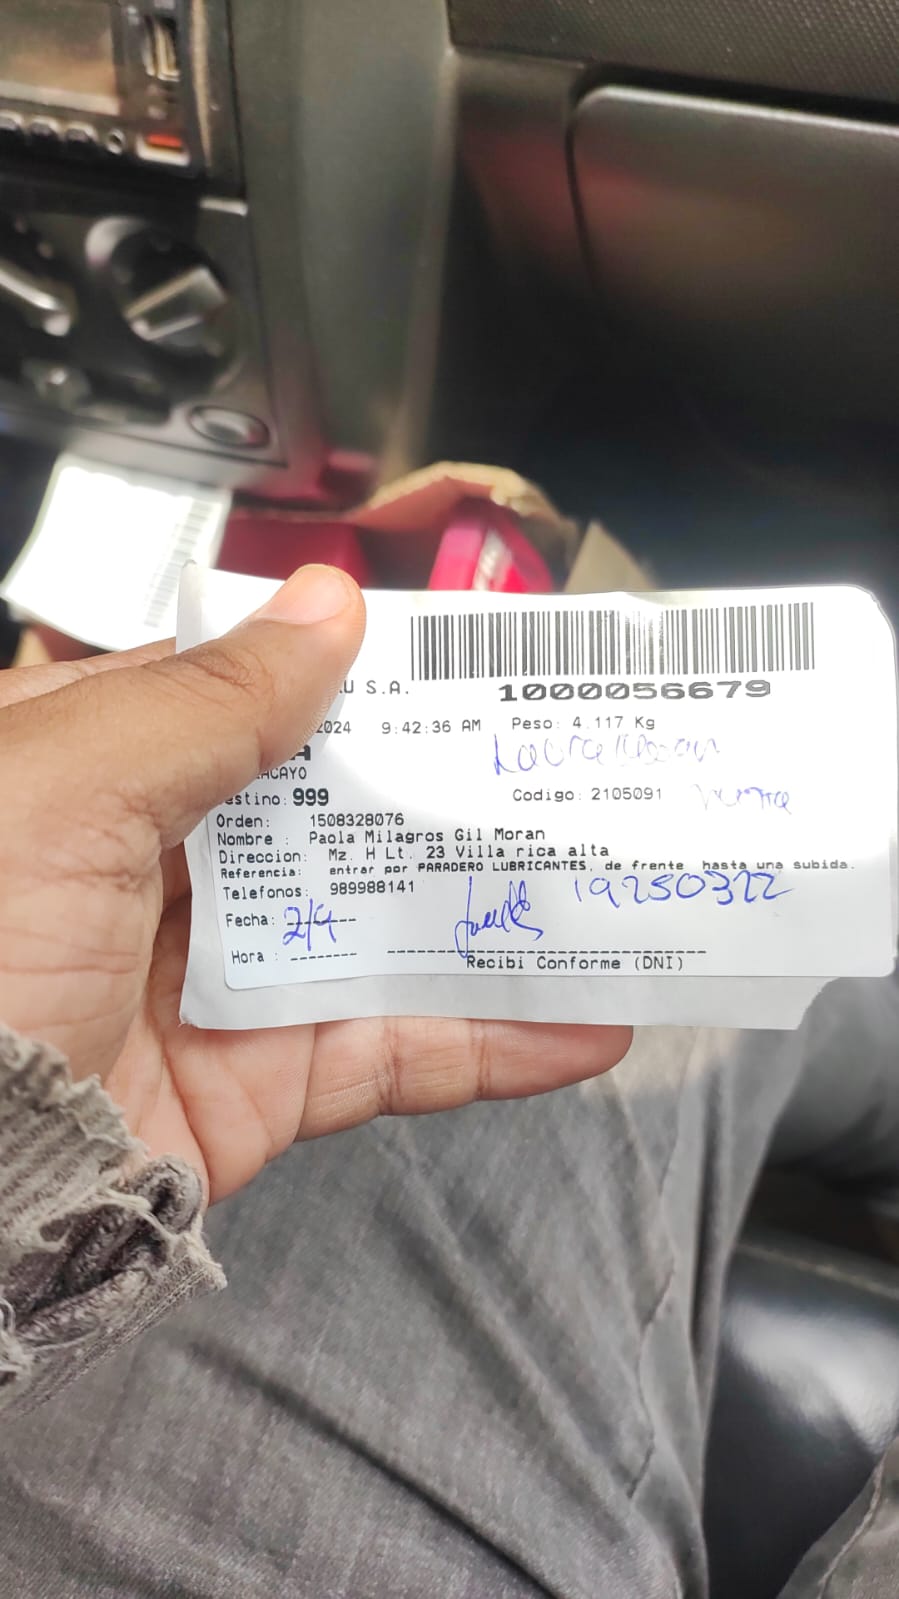 U S.A.
1000056679
2024 9:42:36 AM Peso: 4.117 Kg
ACAYO
estino: 999 Codigo: 2105091
Orden: 1508328076
Nombre : Paola Milagros Gil Moran
Direccion: Mz. H Lt. 23 Villa rica alta
Referencia: entrar por PARADERO LUBRICANTES, de frente hasta una subida.
Telefonos: 989988141
19250322
Fecha: 2/9
Hora : --------
Recibi Conforme (DNI)